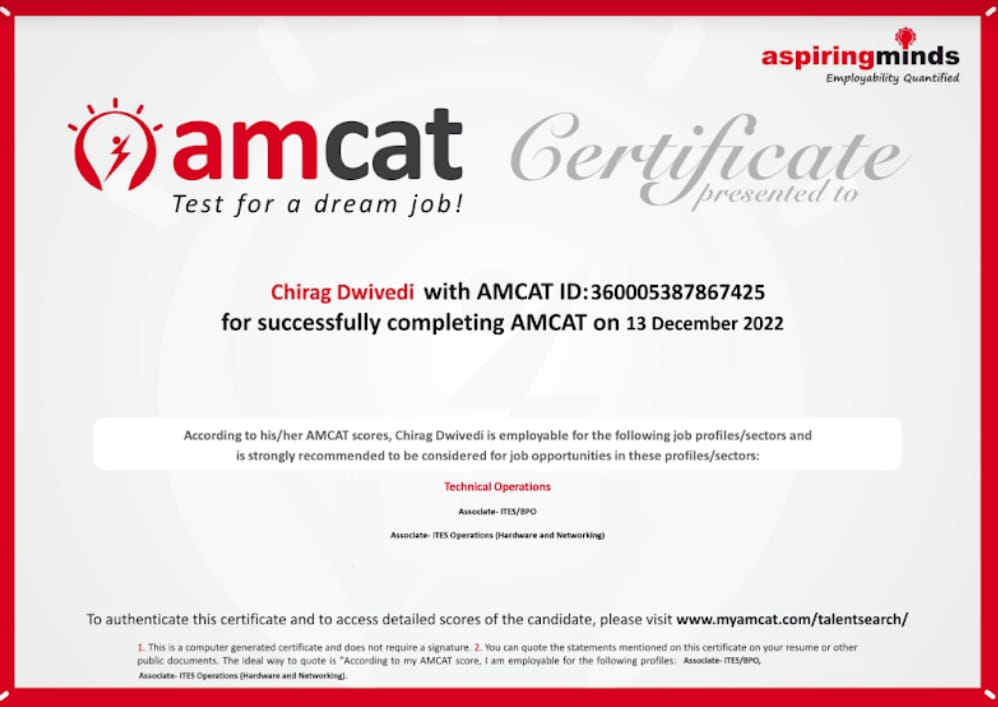 aspiringminds
Employability Quantified
amcat
Test for a dream job!
Certificate
presented to
Chirag Dwivedi with AMCAT ID:360005387867425
for successfully completing AMCAT on 13 December 2022
According to his/her AMCAT scores, Chirag Dwivedi is employable for the following job profiles/sectors and
is strongly recommended to be considered for job opportunities in these profiles/sectors:
Technical Operations
Associate- ITES/BPO
Associate- ITES Operations (Hardware and Networking)
To authenticate this certificate and to access detailed scores of the candidate, please visit www.myamcat.com/talentsearch/
1. This is a computer generated certificate and does not require a signature. 2. You can quote the statements mentioned on this certificate on your resume or other
public documents. The ideal way to quote is "According to my AMCAT score, I am employable for the following profiles: Associate- ITES/BPO,
Associate- ITES Operations (Hardware and Networking).